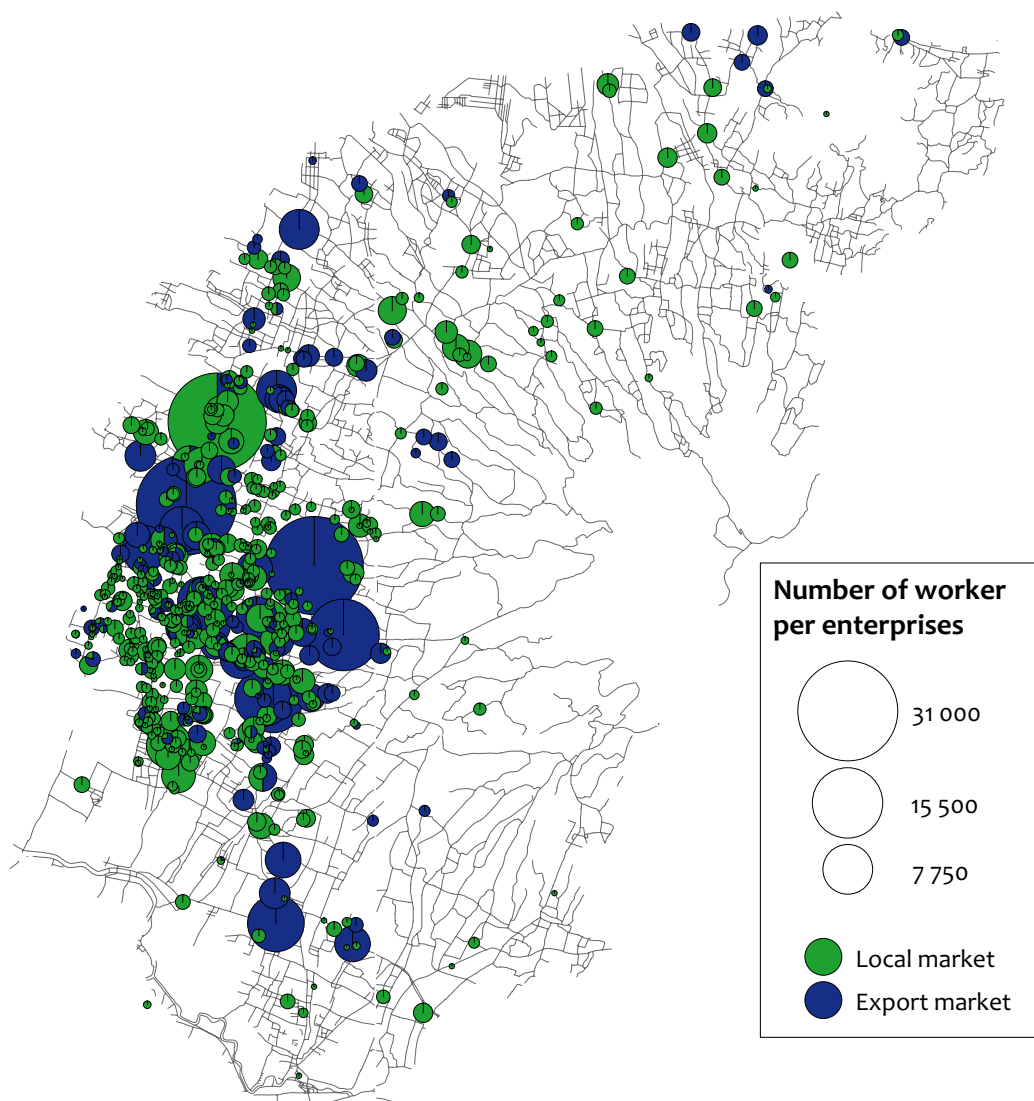 Number of worker
per enterprises
31 000
15 500
7 750
Local market
Export market